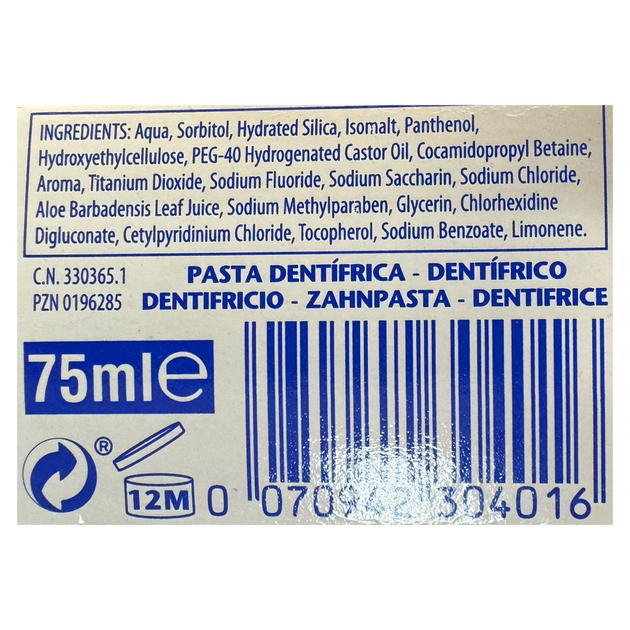 INGREDIENTS: Aqua, Sorbitol, Hydrated Silica, Isomalt, Panthenol,
Hydroxyethylcellulose, PEG-40 Hydrogenated Castor Oil, Cocamidopropyl Betaine,
Aroma, Titanium Dioxide, Sodium Fluoride, Sodium Saccharin, Sodium Chloride,
Aloe Barbadensis Leaf Juice, Sodium Methylparaben, Glycerin, Chlorhexidine
Digluconate, Cetylpyridinium Chloride, Tocopherol, Sodium Benzoate, Limonene.
C.N. 330365.1 PASTA DENTÍFRICA - DENTÍFRICO
PZN 0196285 DENTIFRICIO - ZAHNPASTA - DENTIFRICE
75ml℮
®
12M
0 070942 304016